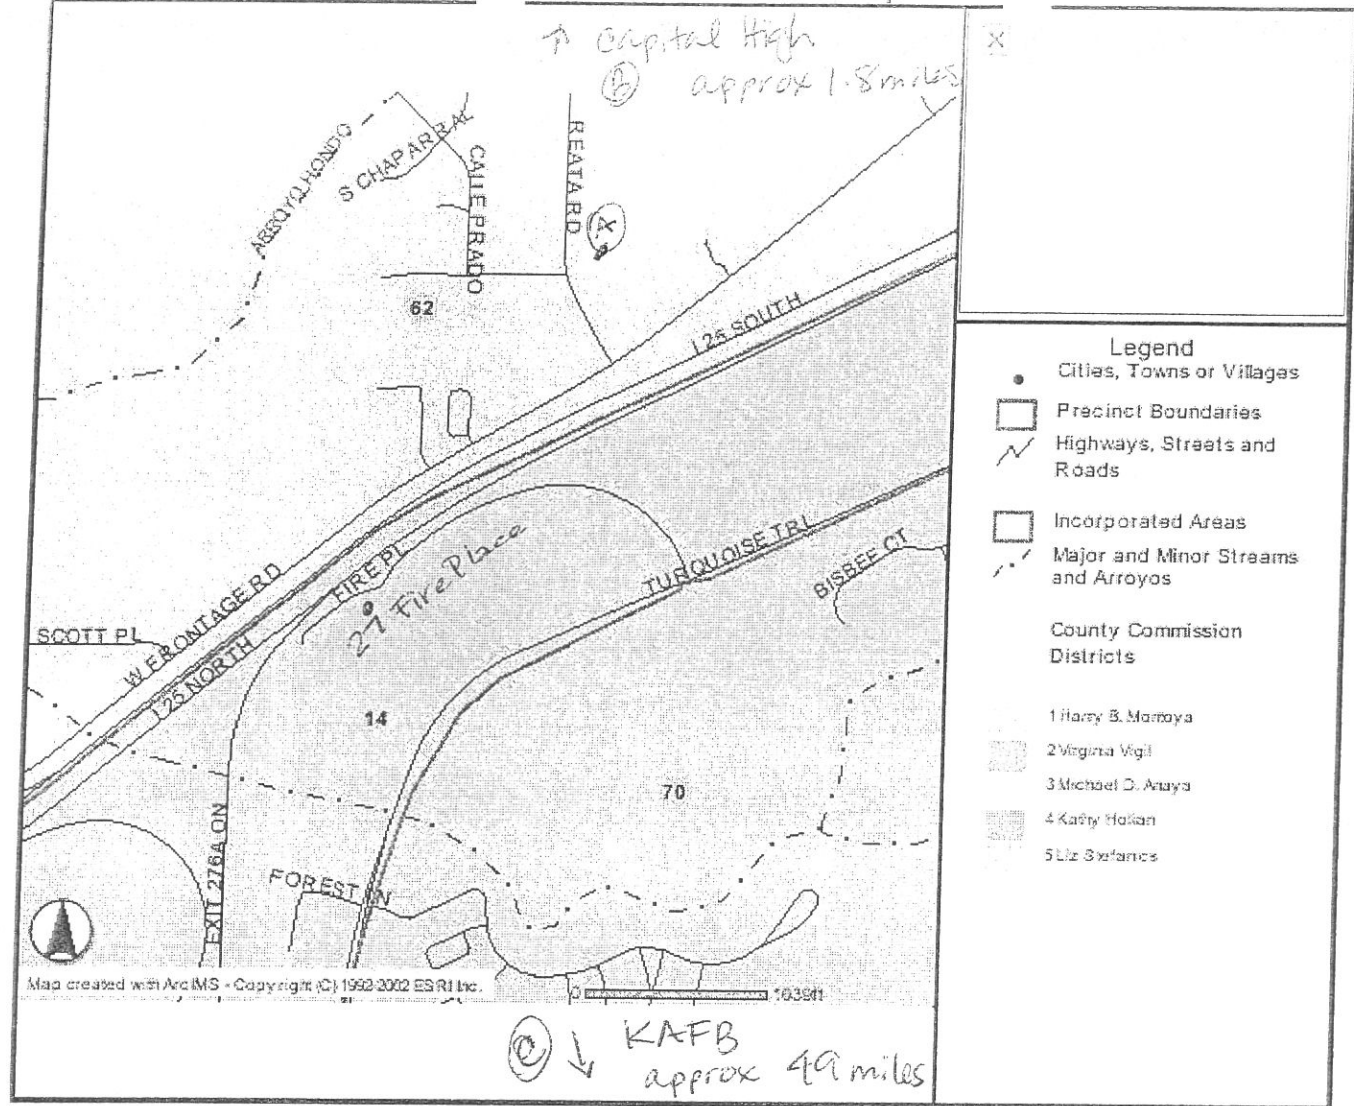 ↑ Capital High
Ⓑ approx 1.8 miles
ARROYO HONDO
S CHAPARRAL
CALLE PRADO
REATA RD
A
62
I 25 SOUTH
FIRE PL
27 Fire Place
TURQUOISE TRL
BISBEE CT
W FRONTAGE RD
SCOTT PL
I 25 NORTH
14
70
EXIT 276A ON
FOREST LN
Map created with ArcIMS - Copyright (C) 1992-2002 ESRI Inc.
0 1039ft
Ⓒ ↓ KAFB
approx 49 miles
X
Legend
Cities, Towns or Villages
Precinct Boundaries
Highways, Streets and
Roads
Incorporated Areas
Major and Minor Streams
and Arroyos
County Commission
Districts
1 Harry B. Montoya
2 Virginia Vigil
3 Michael D. Anaya
4 Kathy Holian
5 Liz Stefanics